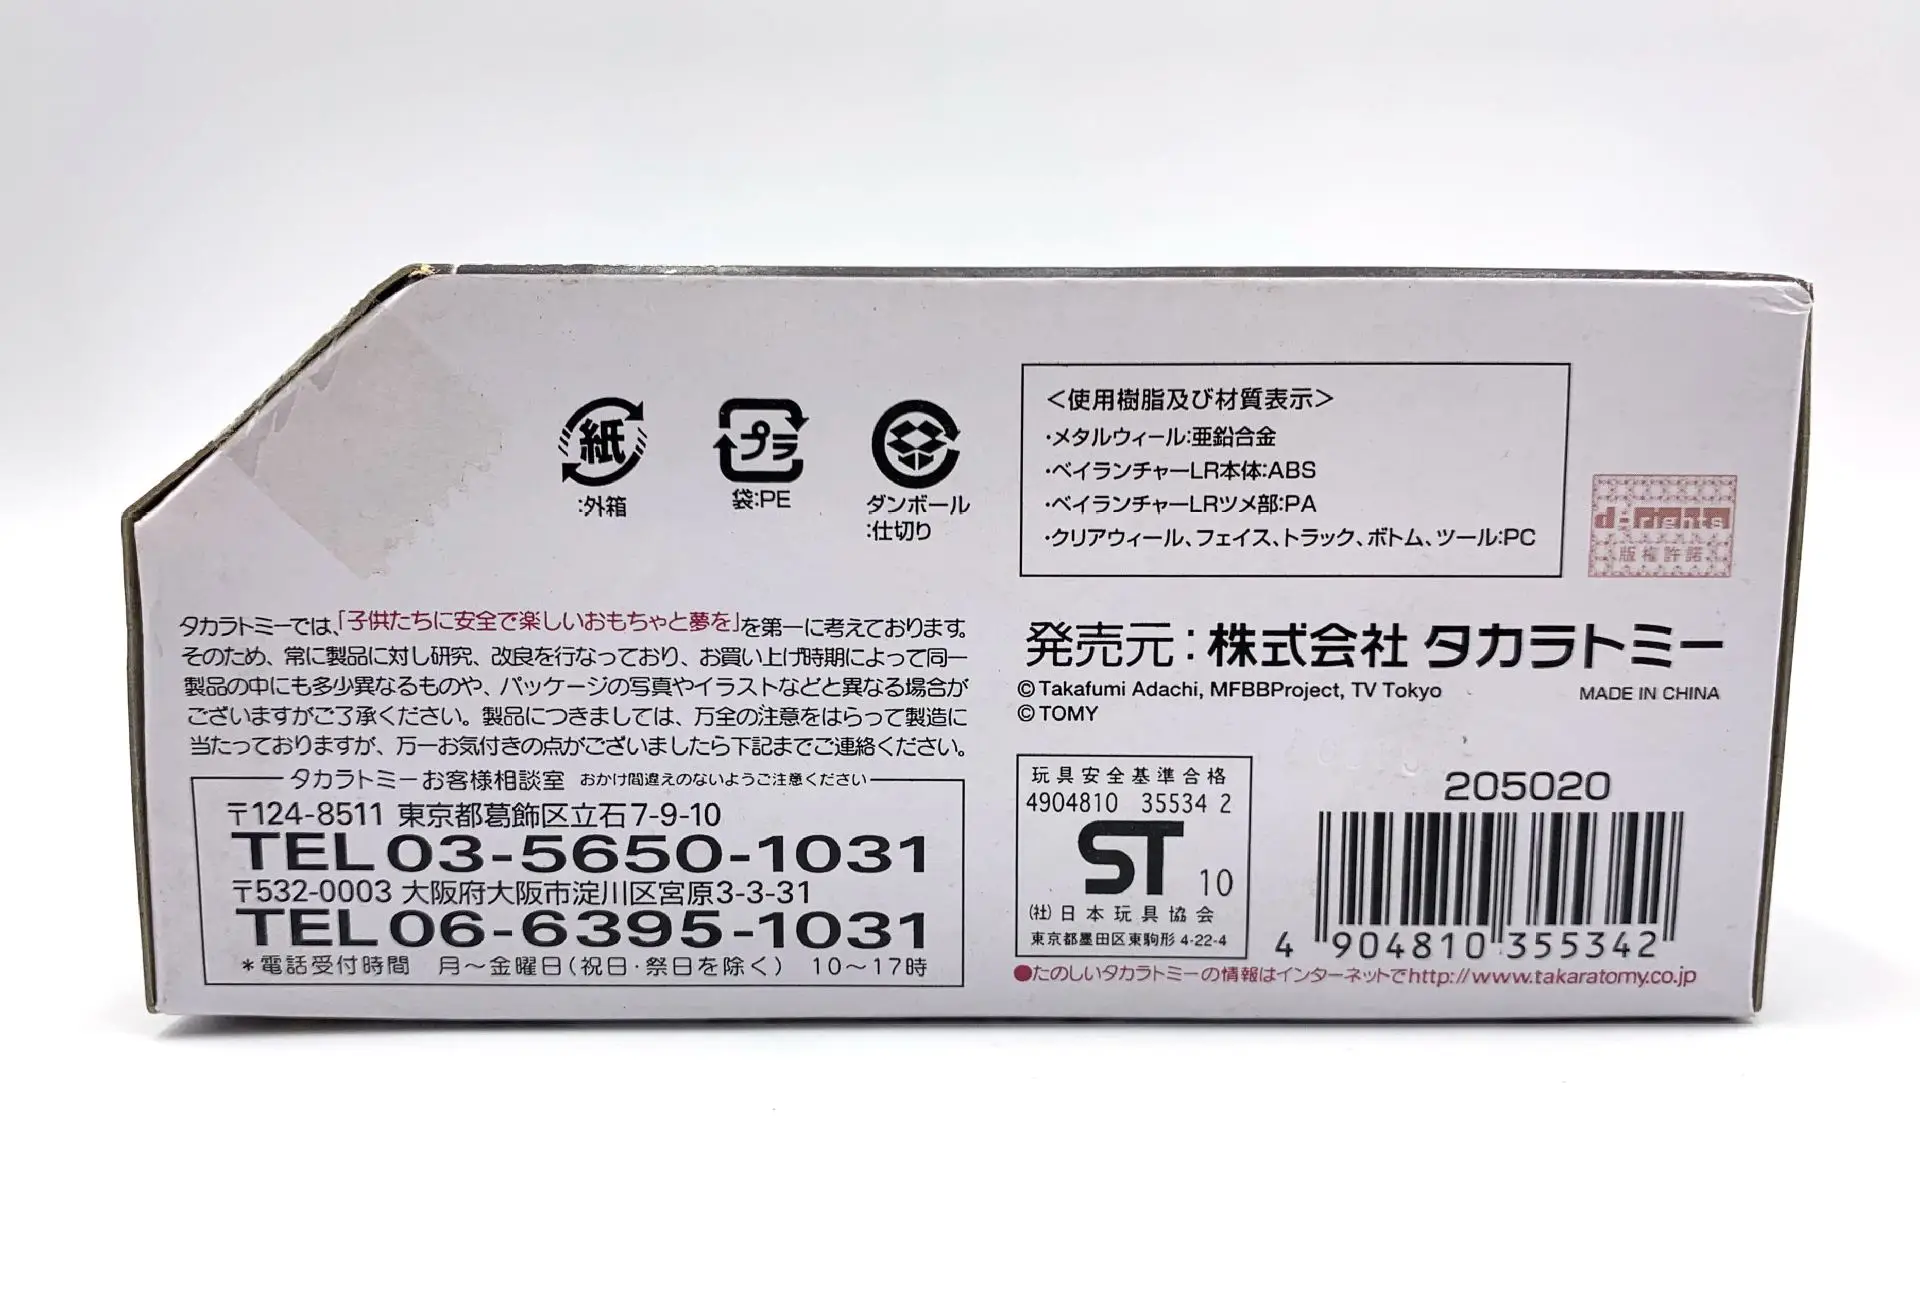 紙
:外箱
プラ
袋:PE
ダンボール
:仕切り
<使用樹脂及び材質表示>
･メタルウィール:亜鉛合金
･ベイランチャーLR本体:ABS
･ベイランチャーLRツメ部:PA
･クリアウィール、フェイス、トラック、ボトム、ツール:PC
d-rights
版権許諾
タカラトミーでは、「子供たちに安全で楽しいおもちゃと夢を」を第一に考えております。
そのため、常に製品に対し研究、改良を行なっており、お買い上げ時期によって同一
製品の中にも多少異なるものや、パッケージの写真やイラストなどと異なる場合が
ございますがご了承ください。製品につきましては、万全の注意をはらって製造に
当たっておりますが、万一お気付きの点がございましたら下記までご連絡ください。
タカラトミーお客様相談室 おかけ間違えのないようご注意ください
〒124-8511 東京都葛飾区立石7-9-10
TEL03-5650-1031
〒532-0003 大阪府大阪市淀川区宮原3-3-31
TEL06-6395-1031
*電話受付時間 月～金曜日(祝日･祭日を除く) 10～17時
発売元:株式会社 タカラトミー
©Takafumi Adachi, MFBBProject, TV Tokyo
MADE IN CHINA
©TOMY
玩具安全基準合格
4904810 35534 2
ST 10
(社)日本玩具協会
東京都墨田区東駒形 4-22-4
205020
4 904810 355342
●たのしいタカラトミーの情報はインターネットでhttp://www.takaratomy.co.jp